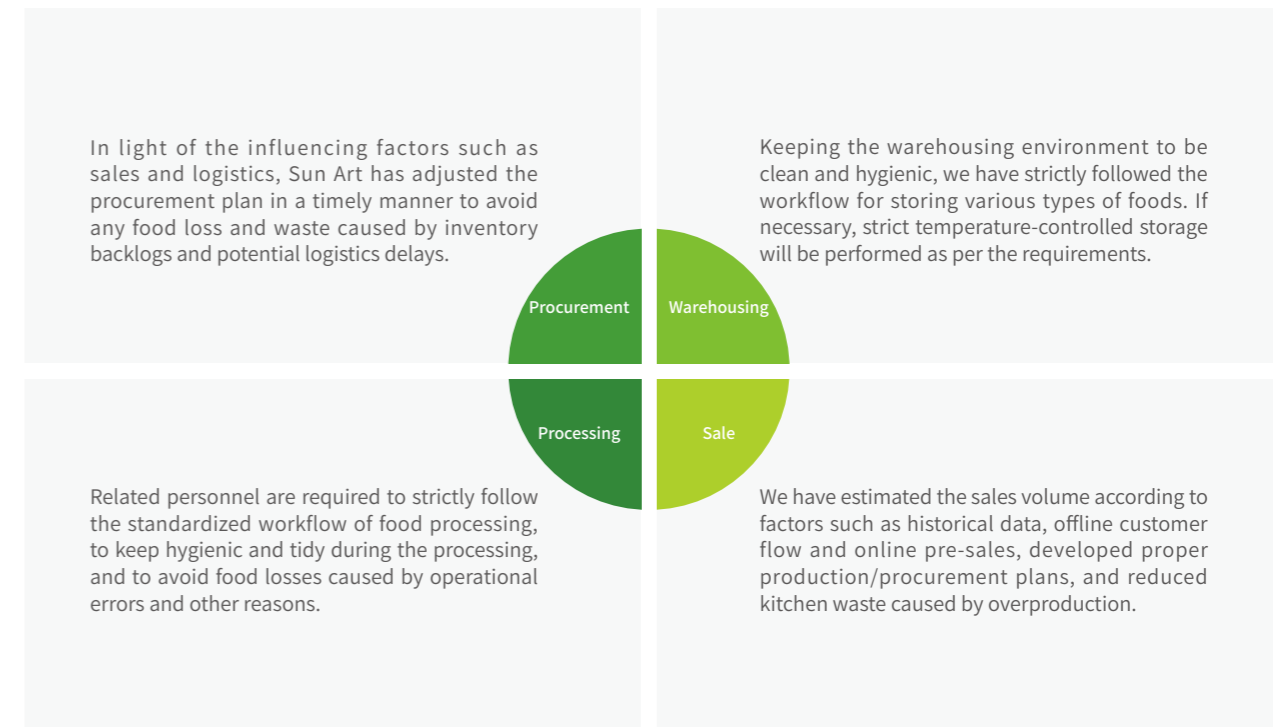 In light of the influencing factors such as
sales and logistics, Sun Art has adjusted the
procurement plan in a timely manner to avoid
any food loss and waste caused by inventory
backlogs and potential logistics delays.
Procurement
Keeping the warehousing environment to be
clean and hygienic, we have strictly followed the
workflow for storing various types of foods. If
necessary, strict temperature-controlled storage
will be performed as per the requirements.
Warehousing
Processing
Related personnel are required to strictly follow
the standardized workflow of food processing,
to keep hygienic and tidy during the processing,
and to avoid food losses caused by operational
errors and other reasons.
Sale
We have estimated the sales volume according to
factors such as historical data, offline customer
flow and online pre-sales, developed proper
production/procurement plans, and reduced
kitchen waste caused by overproduction.